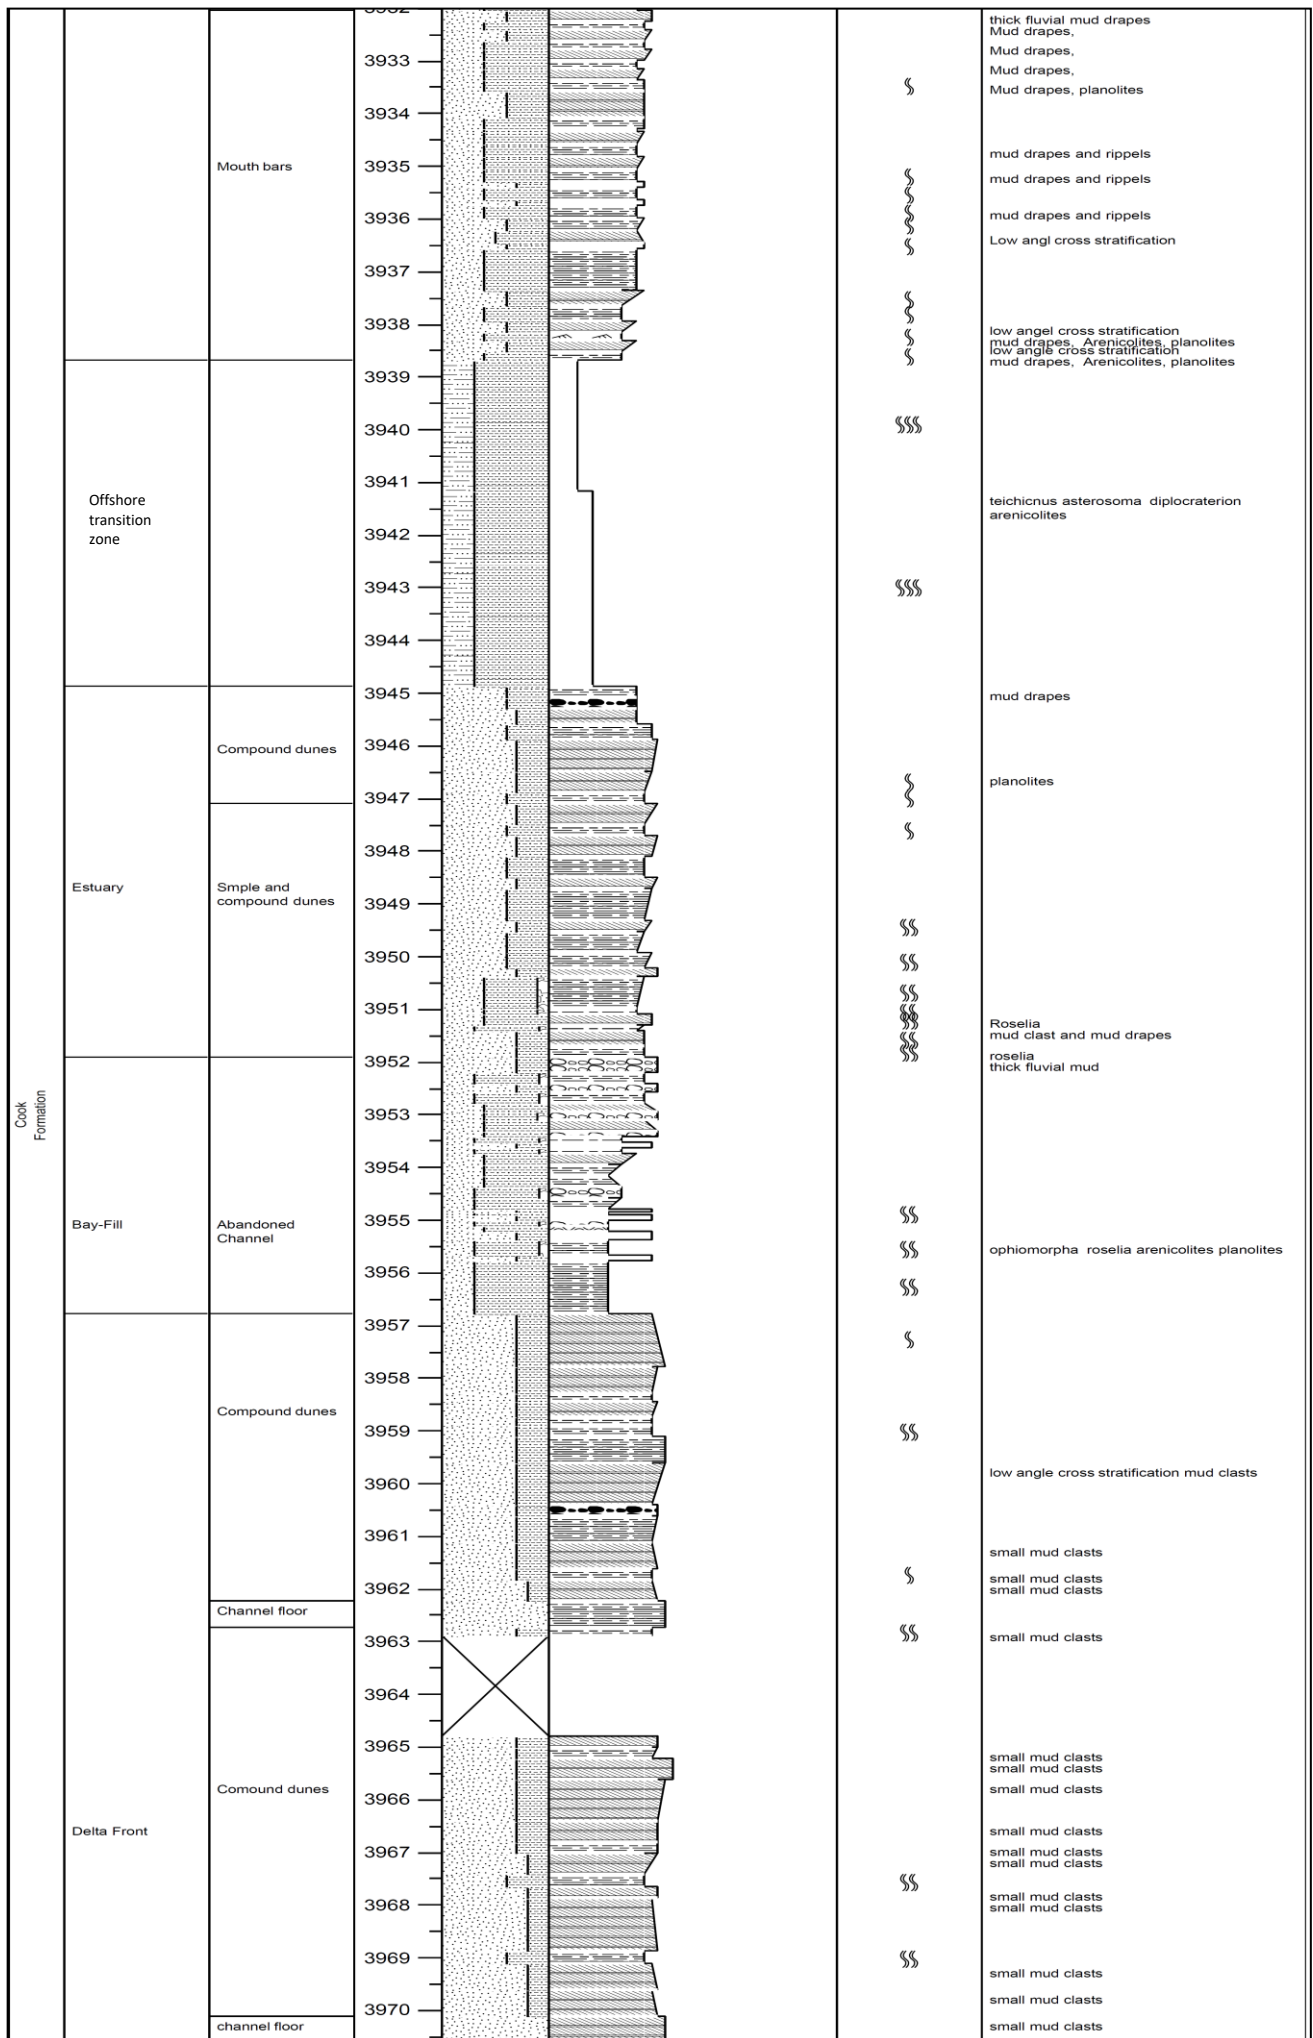 3932
thick fluvial mud drapes
Mud drapes,
Mud drapes,
3933
Mud drapes,
Mud drapes, planolites
3934
mud drapes and rippels
Mouth bars
3935
mud drapes and rippels
3936
mud drapes and rippels
Low angl cross stratification
3937
3938
low angel cross stratification
mud drapes, Arenicolites, planolites
low angle cross stratification
mud drapes, Arenicolites, planolites
3939
3940
3941
Offshore
transition
zone
teichicnus asterosoma diplocraterion
arenicolites
3942
3943
3944
3945
mud drapes
3946
Compound dunes
planolites
3947
3948
Estuary
Smple and
compound dunes
3949
3950
3951
Roselia
mud clast and mud drapes
3952
roselia
thick fluvial mud
Cook
Formation
3953
3954
3955
Bay-Fill
Abandoned
Channel
ophiomorpha roselia arenicolites planolites
3956
3957
3958
Compound dunes
3959
low angle cross stratification mud clasts
3960
3961
small mud clasts
small mud clasts
3962
small mud clasts
Channel floor
3963
small mud clasts
3964
3965
small mud clasts
small mud clasts
Comound dunes
small mud clasts
3966
Delta Front
small mud clasts
3967
small mud clasts
small mud clasts
small mud clasts
3968
small mud clasts
3969
small mud clasts
small mud clasts
3970
channel floor
small mud clasts